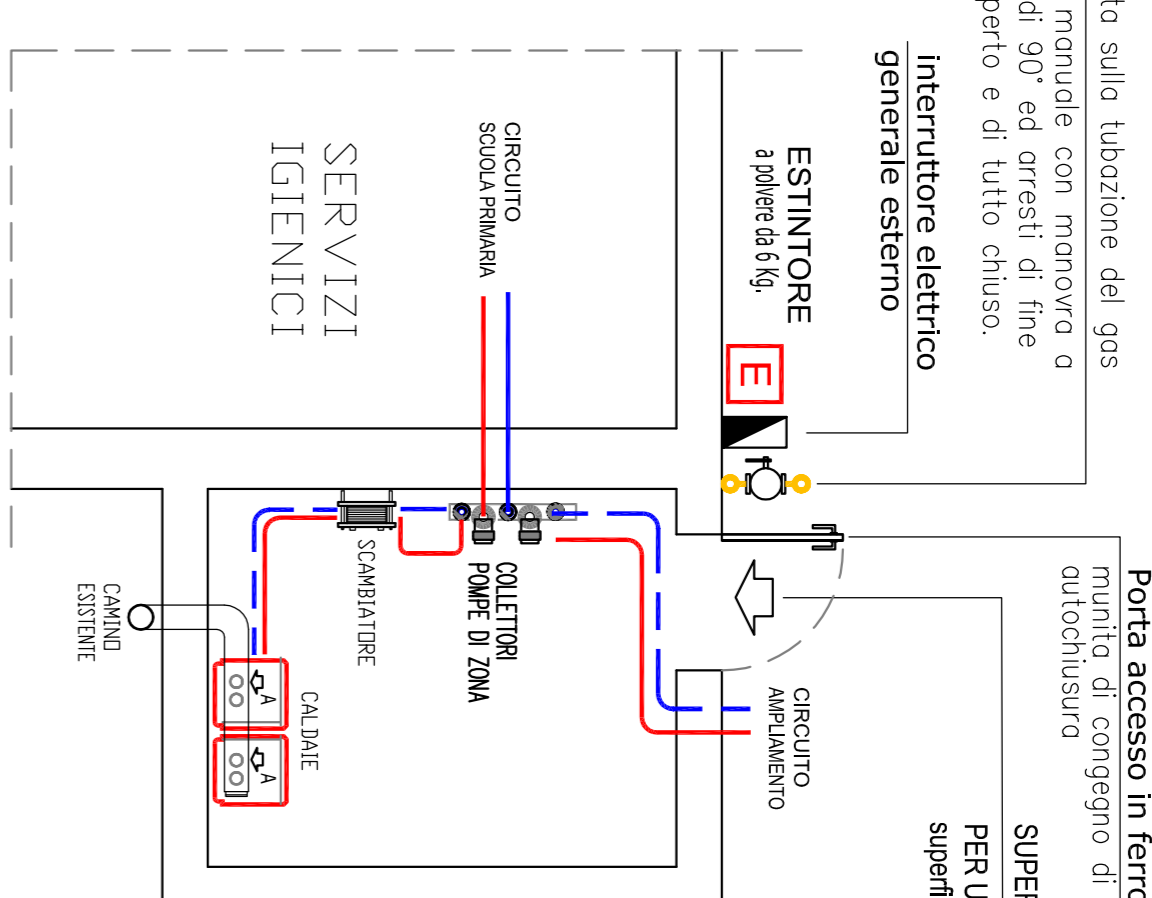 ta sulla tubazione del gas
manuale con manovra a
di 90° ed arresti di fine
perto e di tutto chiuso.
interruttore elettrico
generale esterno
ESTINTORE
a polvere da 6 Kg.
E
CIRCUITO
SCUOLA PRIMARIA
SERVIZI
IGIENICI
Porta accesso in ferro
munita di congegno di
autochiusura
SUPER
PER U
superfi
CIRCUITO
AMPLIAMENTO
COLLETTORI
POMPE DI ZONA
SCAMBIATORE
CALDAIE
A
A
CAMINO
ESISTENTE